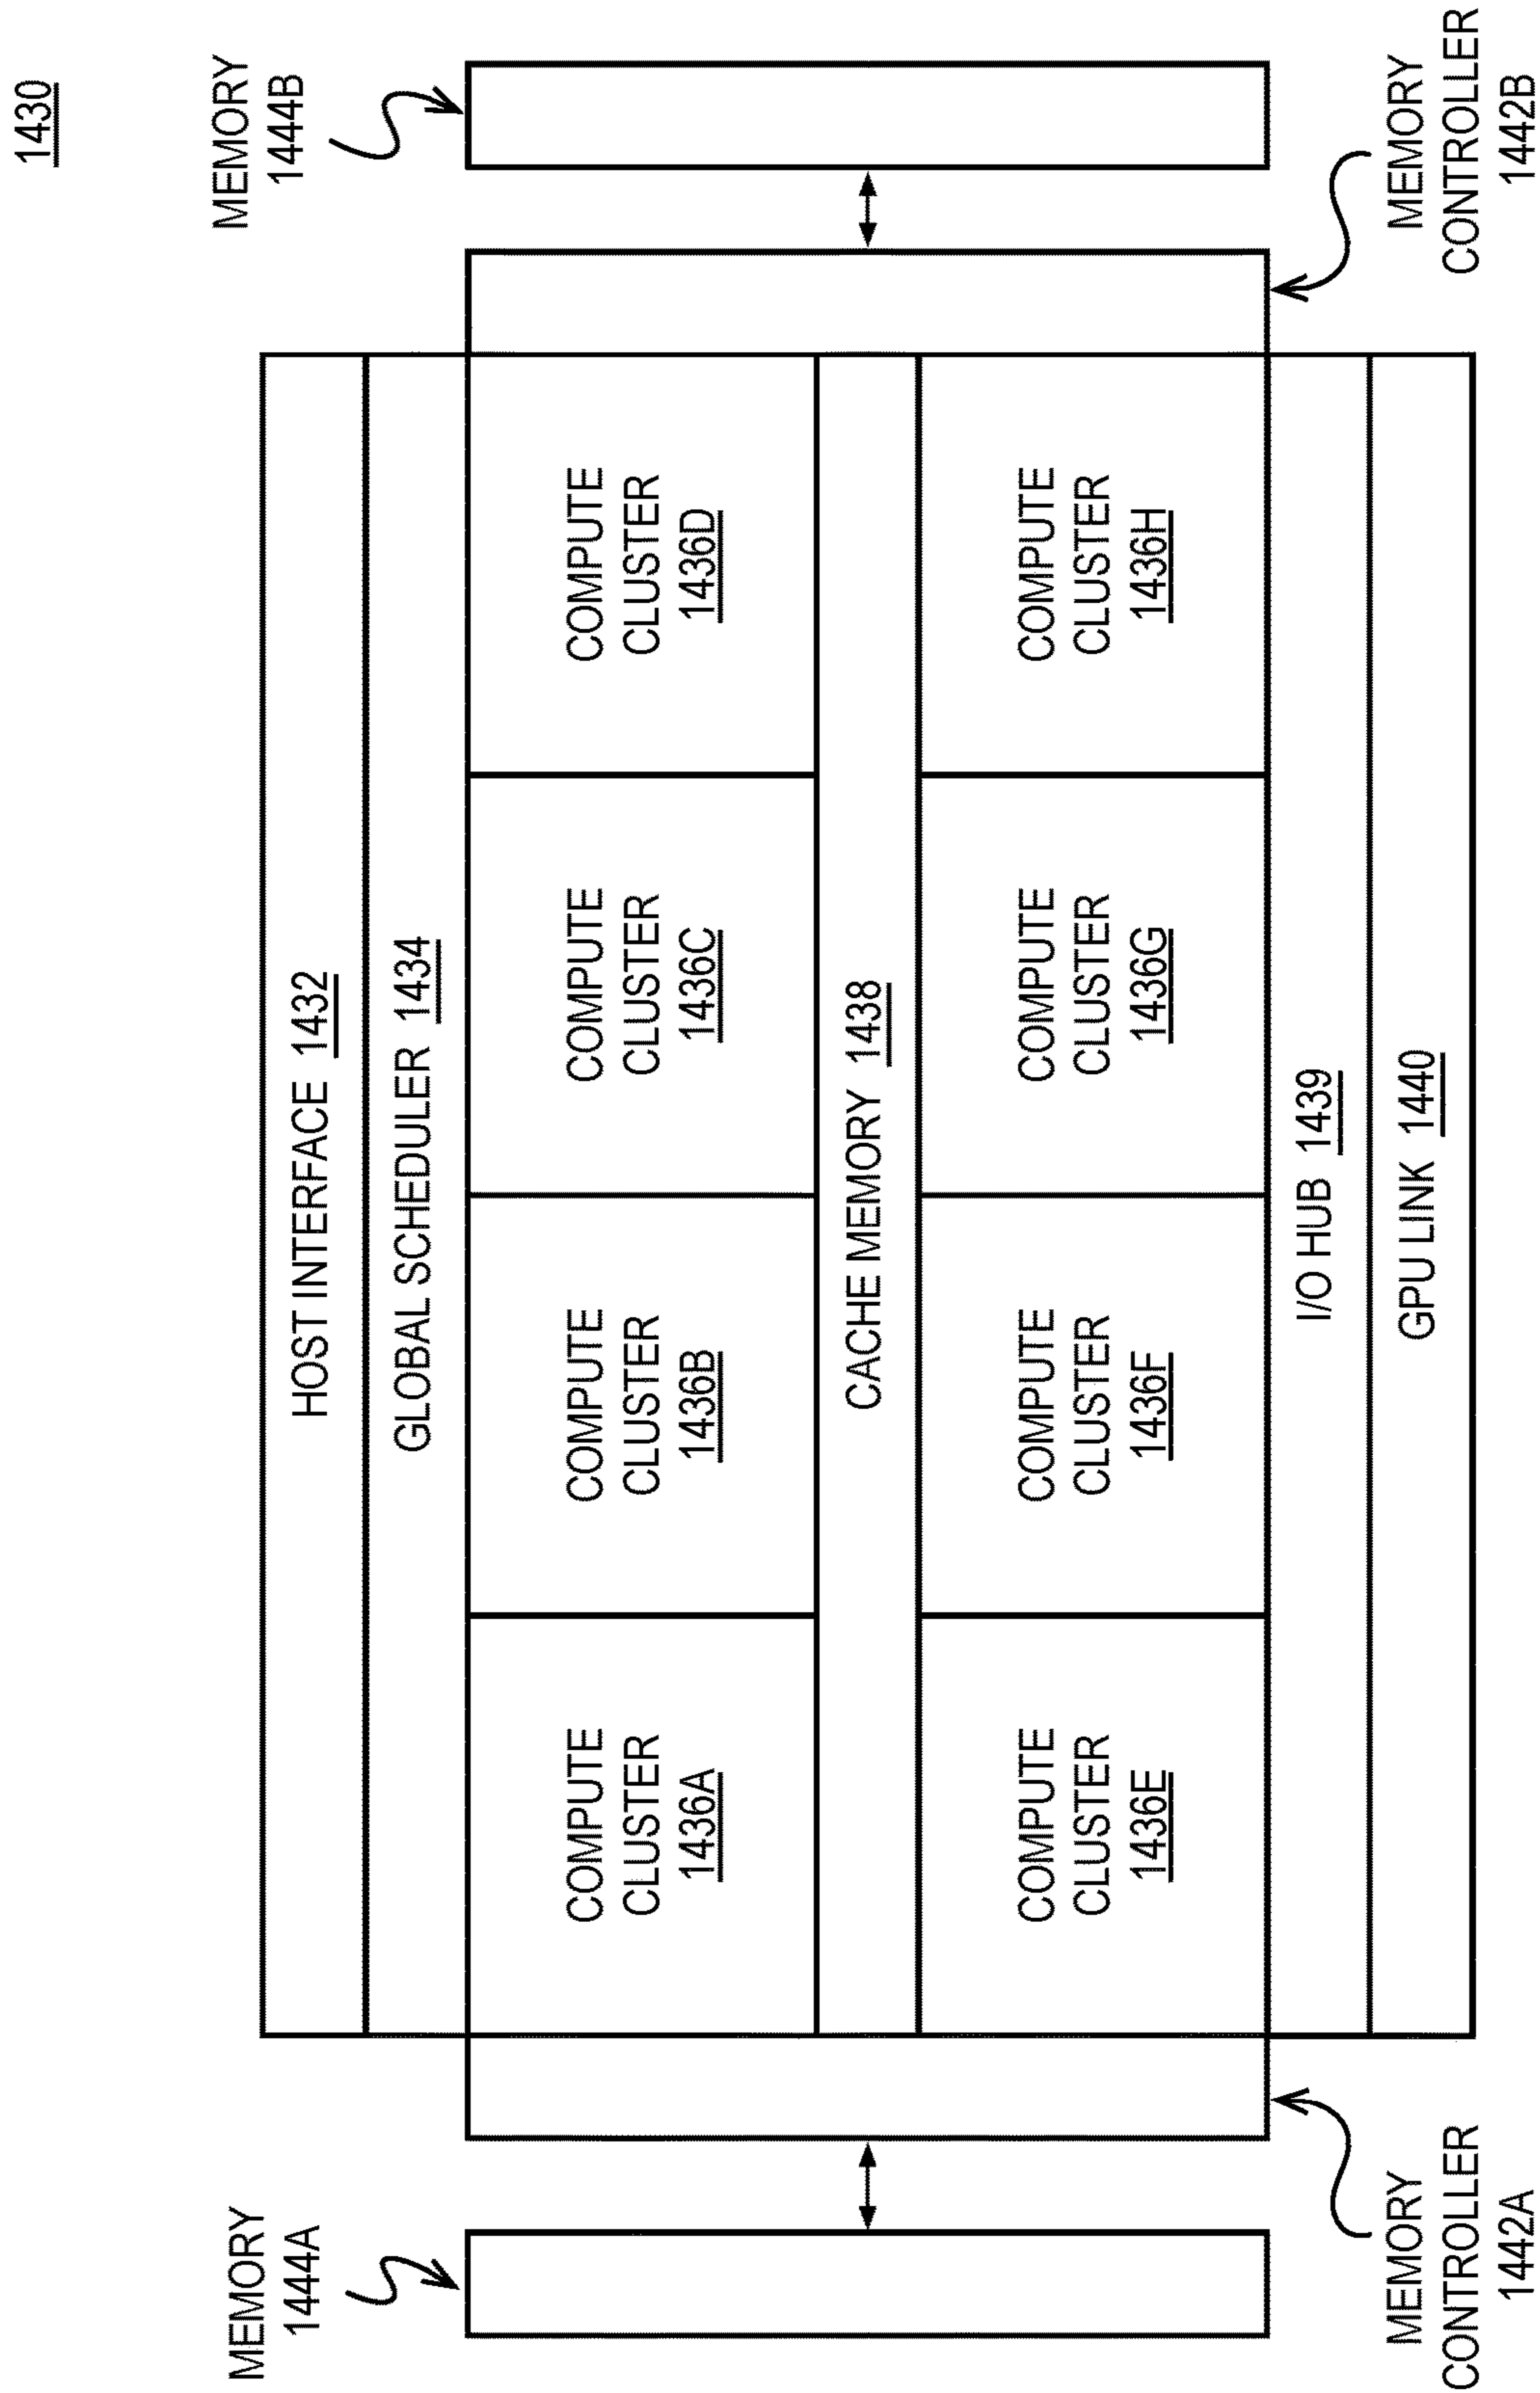 1430
MEMORY
1444A
MEMORY
1444B
HOST INTERFACE 1432
GLOBAL SCHEDULER 1434
COMPUTE
CLUSTER
1436A
COMPUTE
CLUSTER
1436B
COMPUTE
CLUSTER
1436C
COMPUTE
CLUSTER
1436D
CACHE MEMORY 1438
COMPUTE
CLUSTER
1436E
COMPUTE
CLUSTER
1436F
COMPUTE
CLUSTER
1436G
COMPUTE
CLUSTER
1436H
I/O HUB 1439
GPU LINK 1440
MEMORY
CONTROLLER
1442A
MEMORY
CONTROLLER
1442B